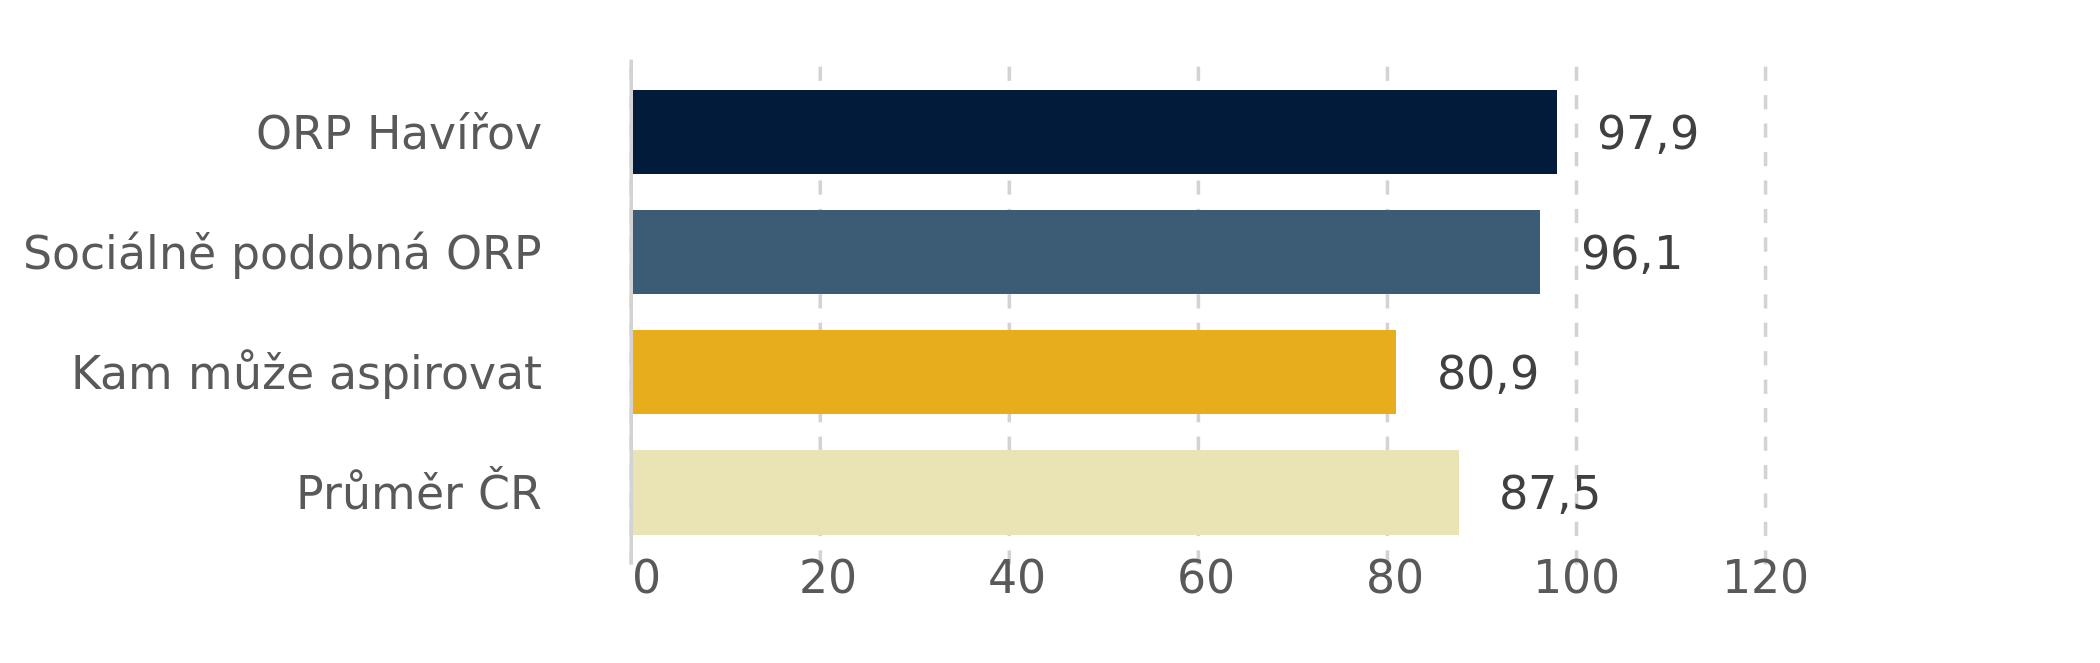 ORP Havířov 97,9
Sociálně podobná ORP 96,1
Kam může aspirovat 80,9
Průměr ČR 87,5
0 20 40 60 80 100 120